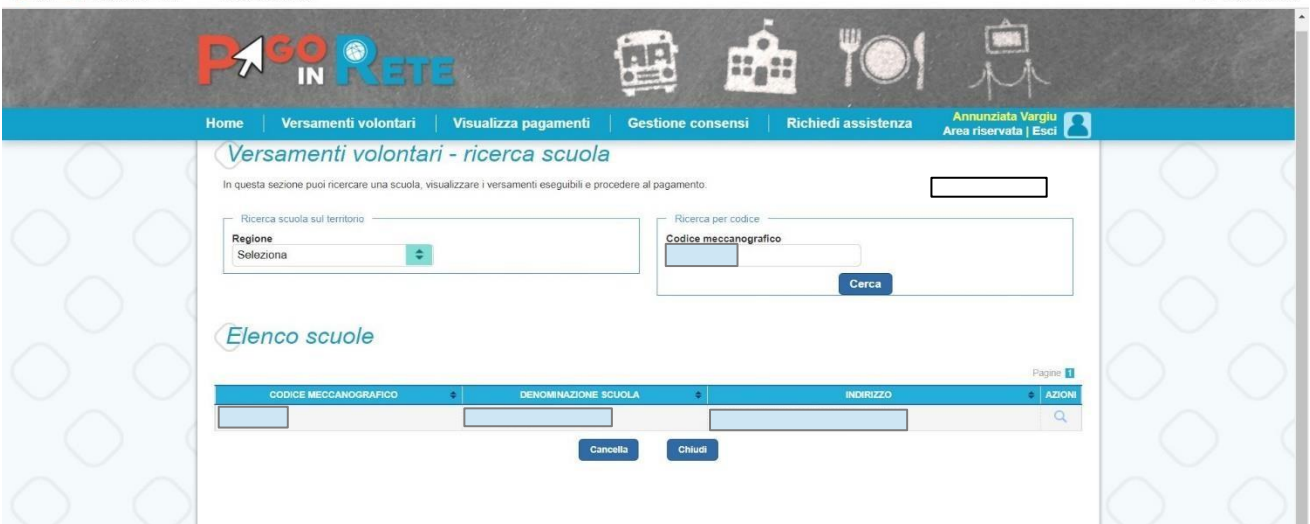 PAGO IN RETE
Home | Versamenti volontari | Visualizza pagamenti | Gestione consensi | Richiedi assistenza
Annunziata Vargiu
Area riservata | Esci
Versamenti volontari - ricerca scuola
In questa sezione puoi ricercare una scuola, visualizzare i versamenti eseguibili e procedere al pagamento.
Ricerca scuola sul territorio
Regione
Seleziona
Ricerca per codice
Codice meccanografico
Cerca
Elenco scuole
Pagine 1
CODICE MECCANOGRAFICO DENOMINAZIONE SCUOLA INDIRIZZO AZIONI
Cancella Chiudi